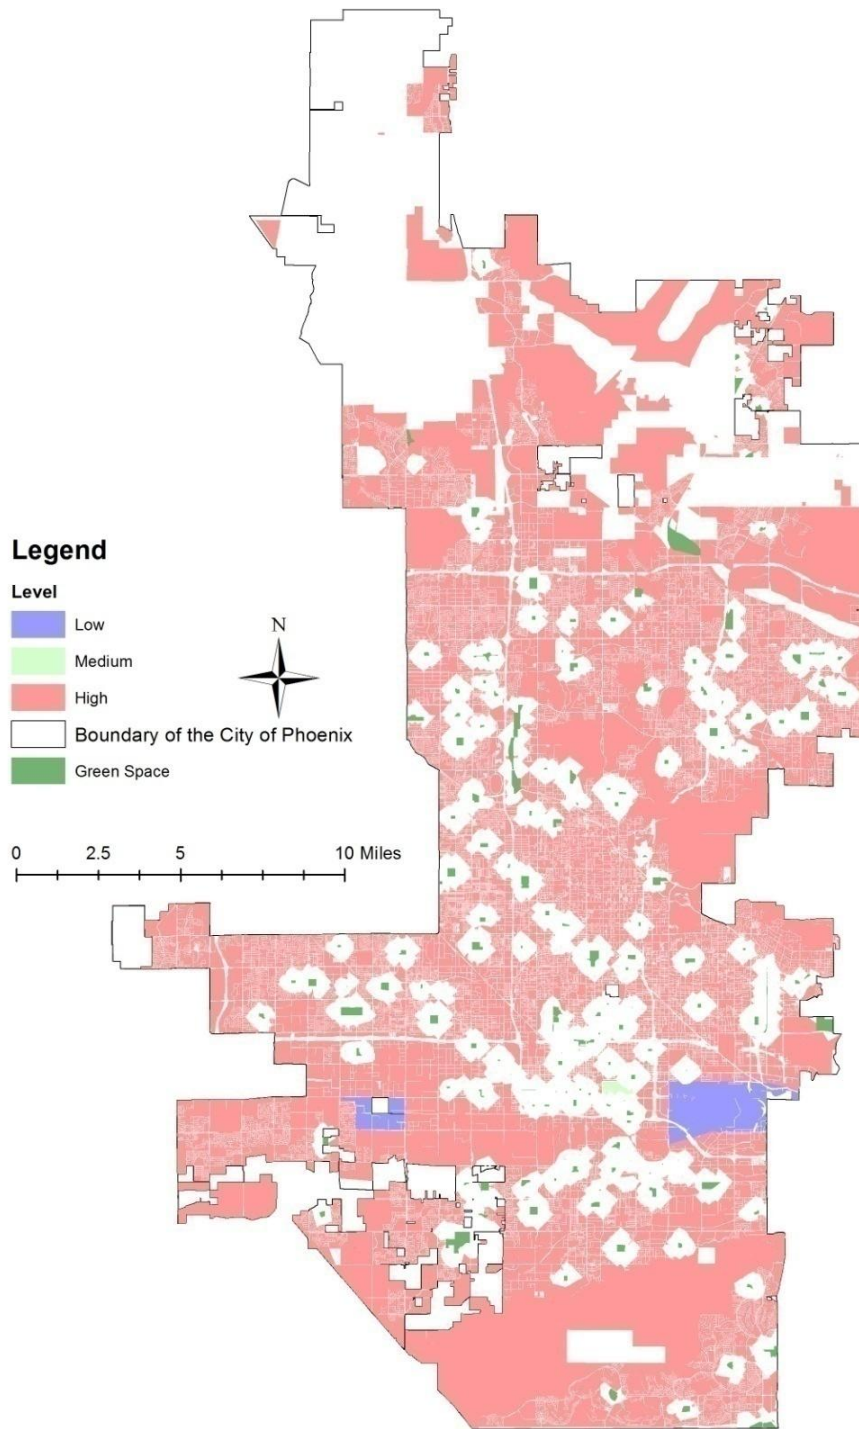 Legend
Level
Low
Medium
High
Boundary of the City of Phoenix
Green Space
N
0 2.5 5 10 Miles